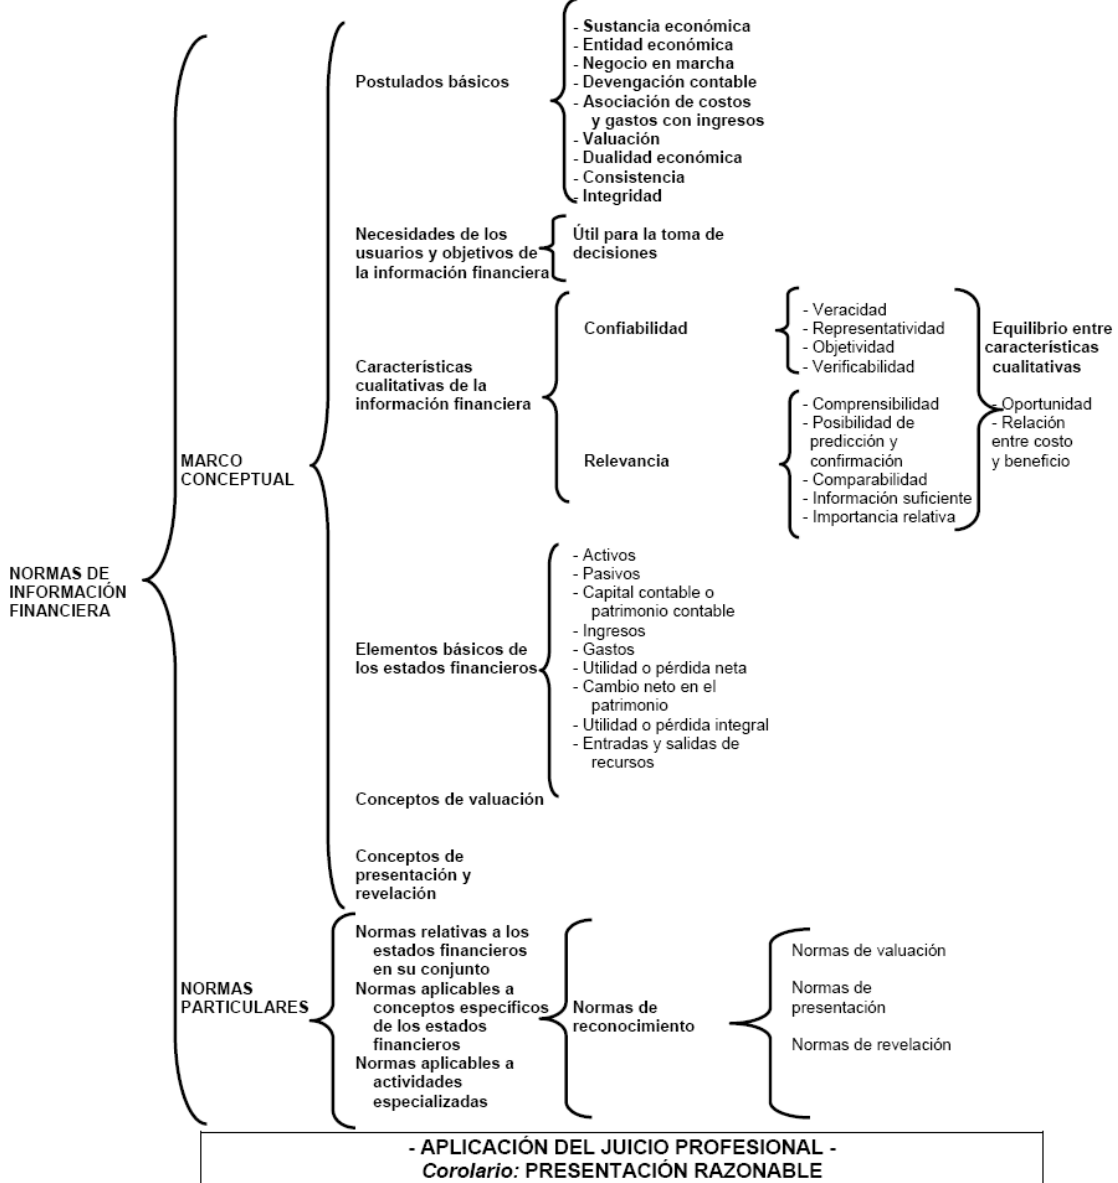 NORMAS DE
INFORMACIÓN
FINANCIERA
MARCO
CONCEPTUAL
Postulados básicos
- Sustancia económica
- Entidad económica
- Negocio en marcha
- Devengación contable
- Asociación de costos
y gastos con ingresos
- Valuación
- Dualidad económica
- Consistencia
- Integridad
Necesidades de los
usuarios y objetivos de
la información financiera
Útil para la toma de
decisiones
Características
cualitativas de la
información financiera
Confiabilidad
- Veracidad
- Representatividad
- Objetividad
- Verificabilidad
Relevancia
- Comprensibilidad
- Posibilidad de
predicción y
confirmación
- Comparabilidad
- Información suficiente
- Importancia relativa
Equilibrio entre
características
cualitativas
- Oportunidad
- Relación
entre costo
y beneficio
Elementos básicos de
los estados financieros
- Activos
- Pasivos
- Capital contable o
patrimonio contable
- Ingresos
- Gastos
- Utilidad o pérdida neta
- Cambio neto en el
patrimonio
- Utilidad o pérdida integral
- Entradas y salidas de
recursos
Conceptos de valuación
Conceptos de
presentación y
revelación
NORMAS
PARTICULARES
Normas relativas a los
estados financieros
en su conjunto
Normas aplicables a
conceptos específicos
de los estados
financieros
Normas aplicables a
actividades
especializadas
Normas de
reconocimiento
Normas de valuación
Normas de
presentación
Normas de revelación
- APLICACIÓN DEL JUICIO PROFESIONAL -
Corolario: PRESENTACIÓN RAZONABLE